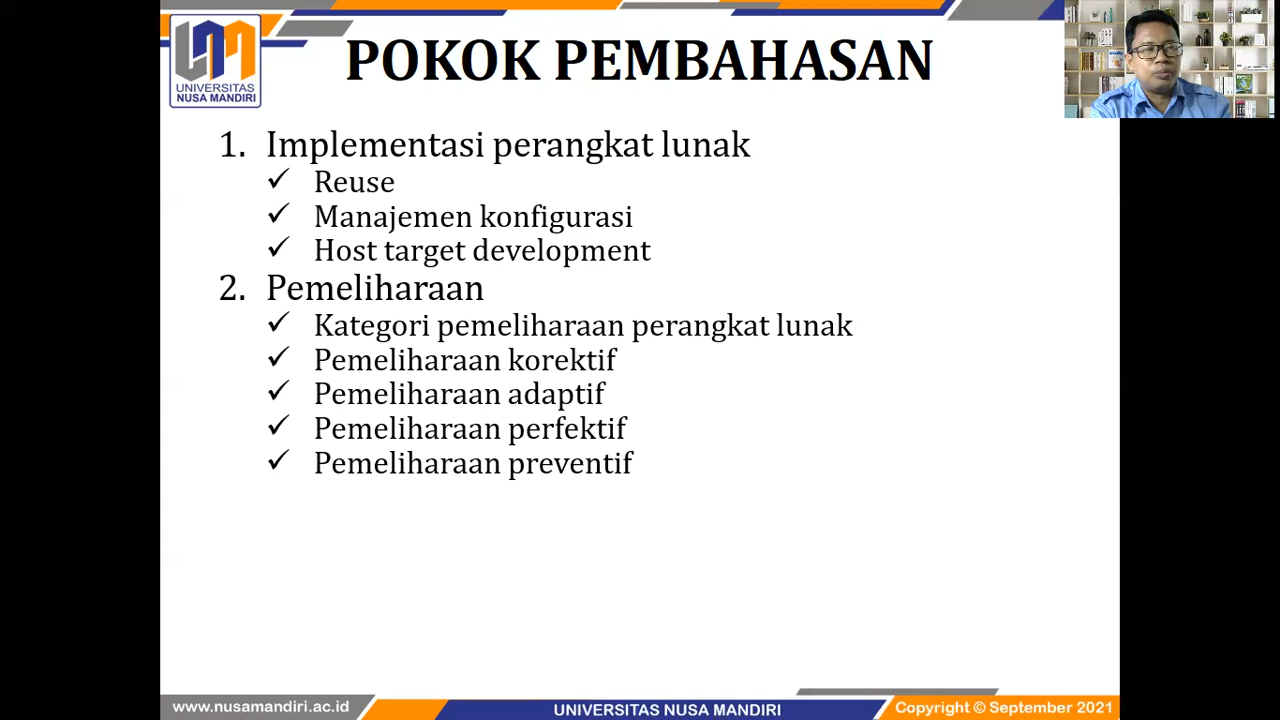 UNIVERSITAS
NUSA MANDIRI
POKOK PEMBAHASAN
1. Implementasi perangkat lunak
✓ Reuse
✓ Manajemen konfigurasi
✓ Host target development
2. Pemeliharaan
✓ Kategori pemeliharaan perangkat lunak
✓ Pemeliharaan korektif
✓ Pemeliharaan adaptif
✓ Pemeliharaan perfektif
✓ Pemeliharaan preventif
www.nusamandiri.ac.id
UNIVERSITAS NUSA MANDIRI
Copyright © September 2021